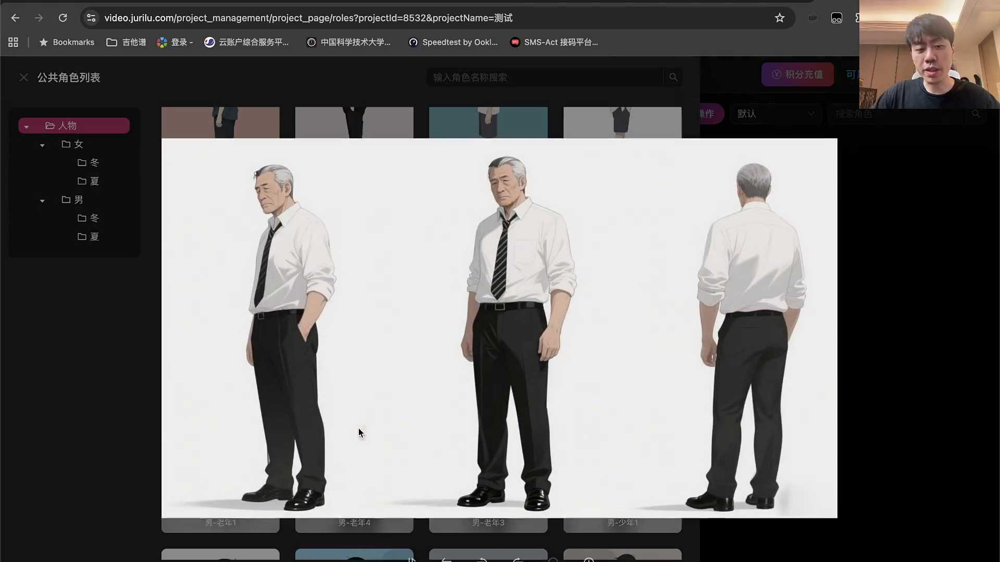 video.jurilu.com/project_management/project_page/roles?projectId=8532&projectName=测试
CSP
Bookmarks
吉他谱
登录 -
云账户综合服务平...
中国科学技术大学...
Speedtest by Ookl...
SMS-Act 接码平台...
公共角色列表
输入角色名称搜索
积分充值
可
操作
默认
搜索角色
人物
女
冬
夏
男
冬
夏
男-老年1
男-老年4
男-老年3
男-少年1